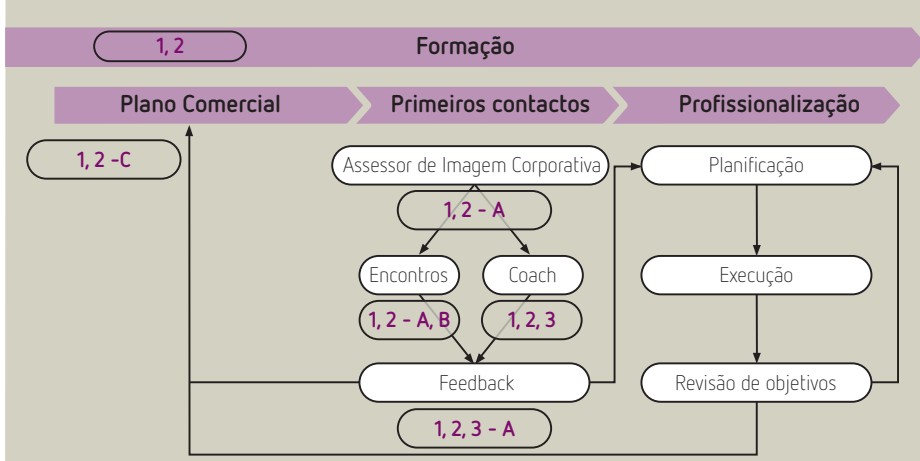 1, 2
Formação
Plano Comercial
Primeiros contactos
Profissionalização
1, 2 -C
Assessor de Imagem Corporativa
Planificação
1, 2 - A
Encontros
Coach
Execução
1, 2 - A, B
1, 2, 3
Feedback
Revisão de objetivos
1, 2, 3 - A